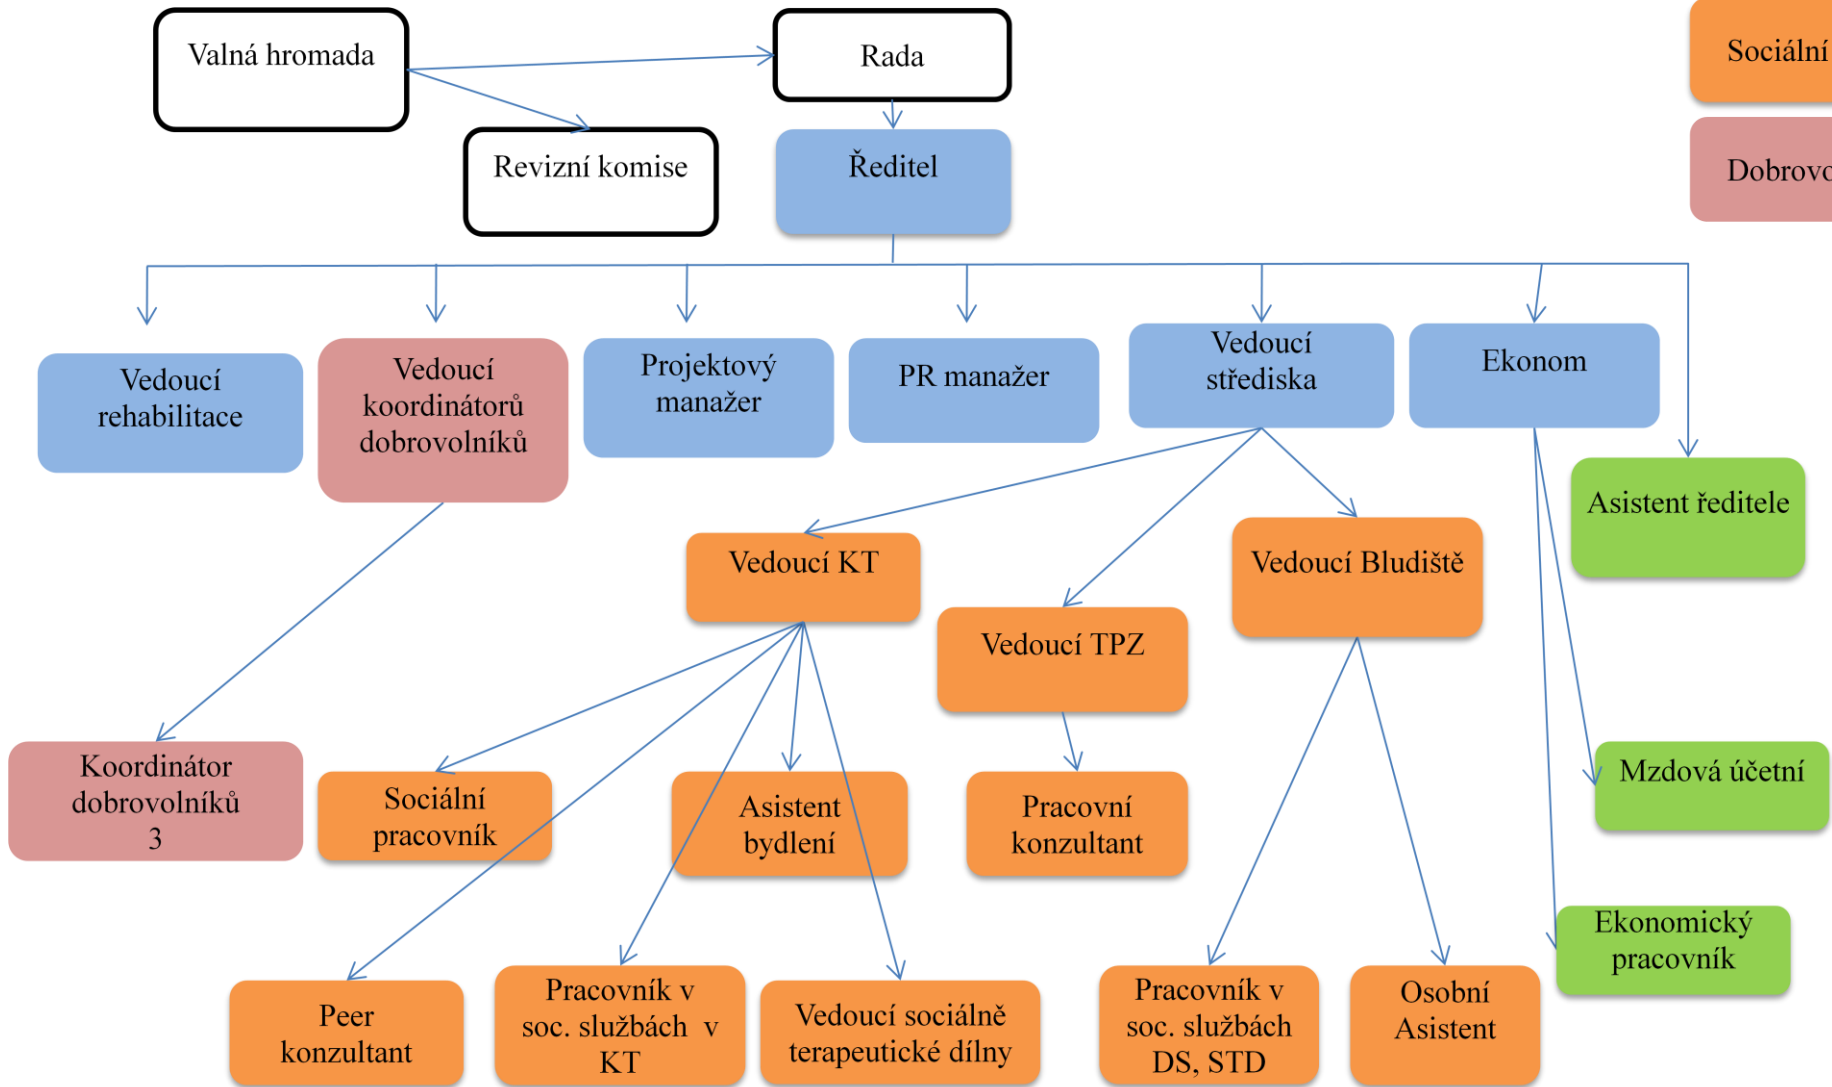 Valná hromada
Rada
Sociální
Revizní komise
Ředitel
Vedoucí
rehabilitace
Vedoucí
koordinátorů
dobrovolníků
Projektový
manažer
PR manažer
Vedoucí
střediska
Ekonom
Asistent ředitele
Vedoucí KT
Vedoucí Bludiště
Vedoucí TPZ
Koordinátor
dobrovolníků
3
Sociální
pracovník
Asistent
bydlení
Pracovní
konzultant
Mzdová účetní
Ekonomický
pracovník
Peer
konzultant
Pracovník v
soc. službách v
KT
Vedoucí sociálně
terapeutické dílny
Pracovník v
soc. službách
DS, STD
Osobní
Asistent